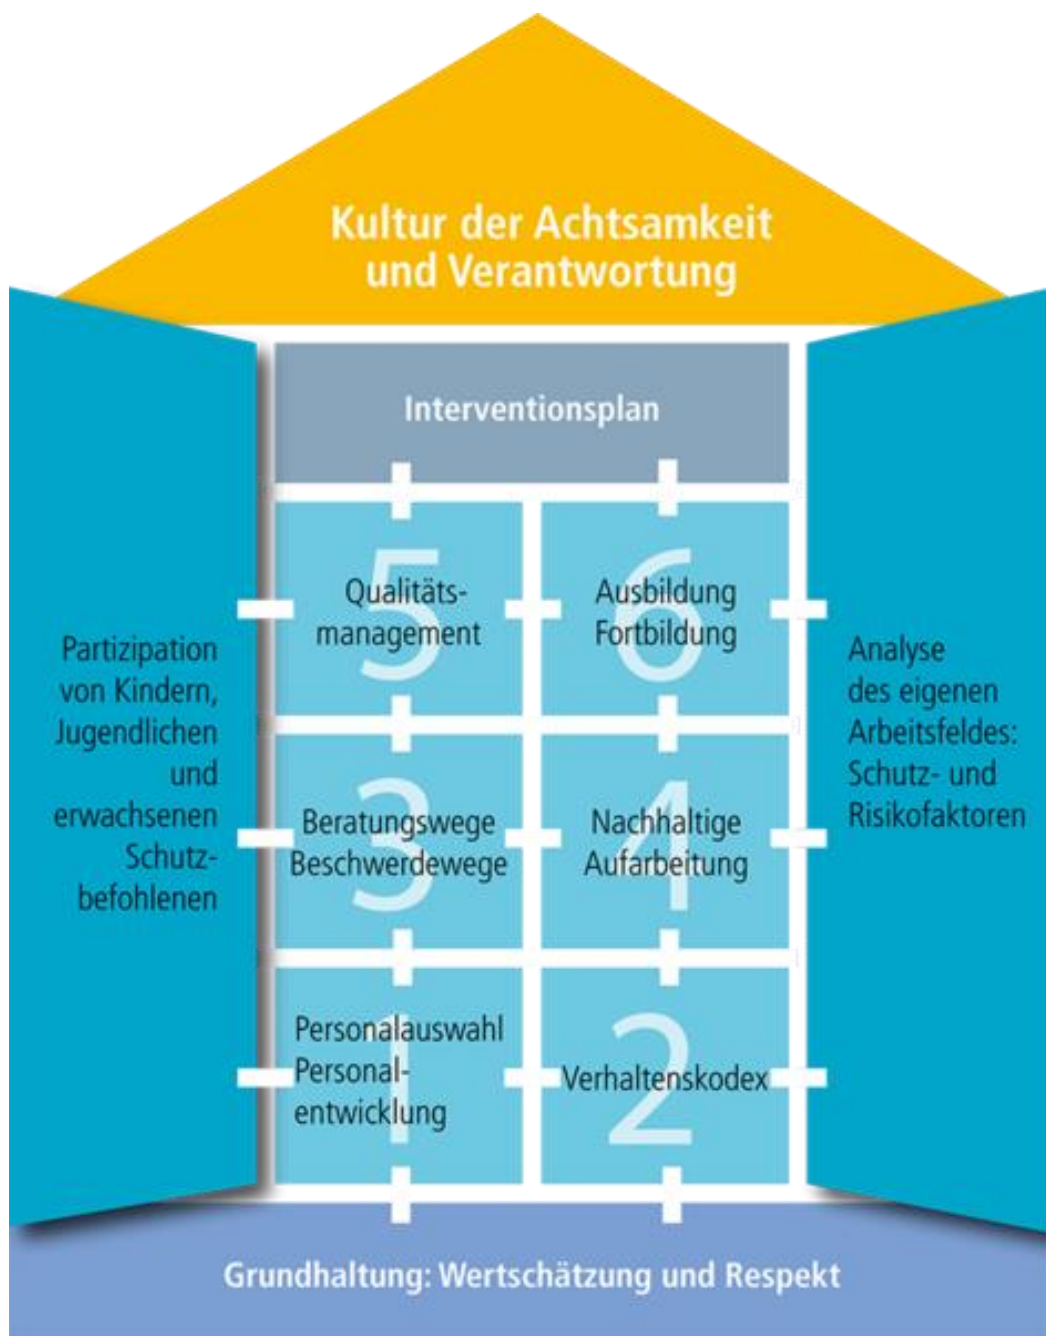 Kultur der Achtsamkeit
und Verantwortung
Interventionsplan
5
Qualitäts-
management
6
Ausbildung
Fortbildung
Partizipation
von Kindern,
Jugendlichen
und
erwachsenen
Schutz-
befohlenen
Analyse
des eigenen
Arbeitsfeldes:
Schutz- und
Risikofaktoren
3
Beratungswege
Beschwerdewege
4
Nachhaltige
Aufarbeitung
1
Personalauswahl
Personal-
entwicklung
2
Verhaltenskodex
Grundhaltung: Wertschätzung und Respekt